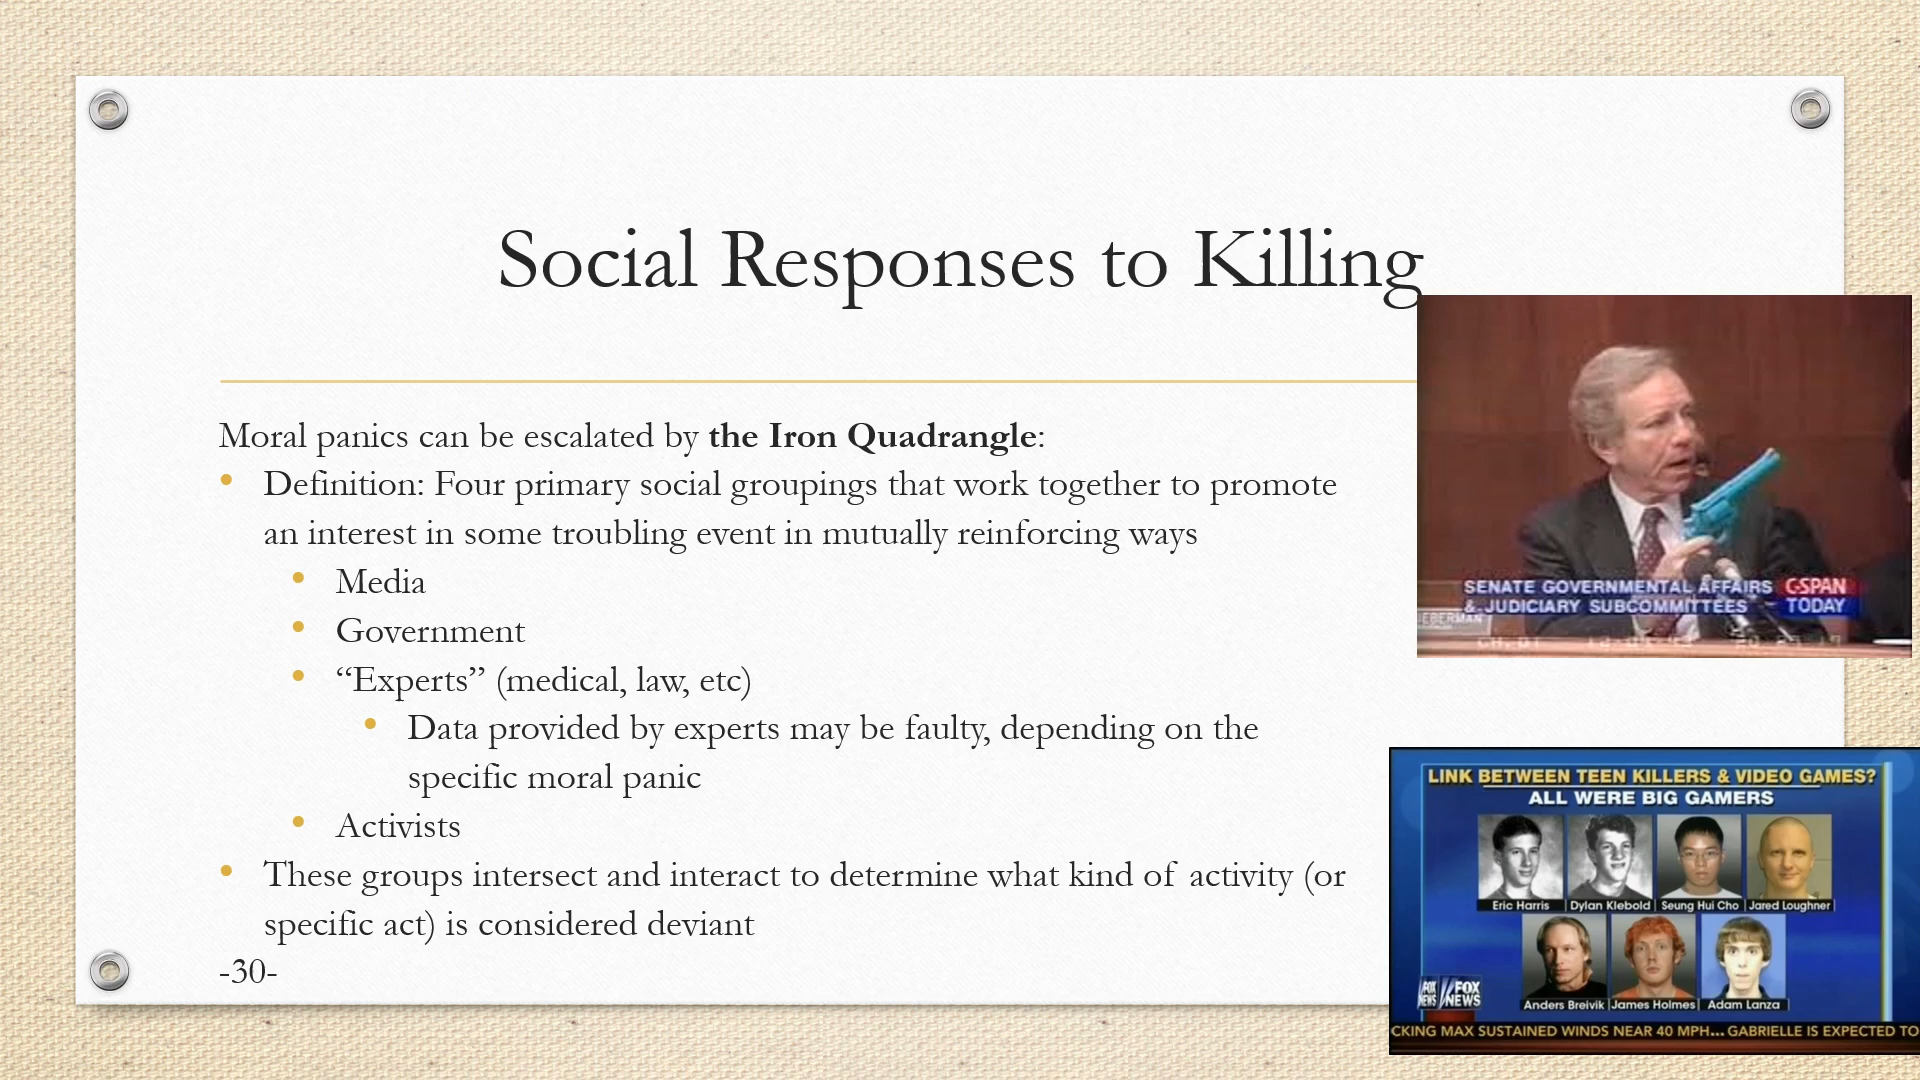 Social Responses to Killing
Moral panics can be escalated by the Iron Quadrangle:
• Definition: Four primary social groupings that work together to promote
an interest in some troubling event in mutually reinforcing ways
• Media
• Government
• “Experts” (medical, law, etc)
• Data provided by experts may be faulty, depending on the
specific moral panic
• Activists
• These groups intersect and interact to determine what kind of activity (or
specific act) is considered deviant
-30-
SENATE GOVERNMENTAL AFFAIRS
& JUDICIARY SUBCOMMITTEES
C-SPAN
TODAY
EBERMAN
LINK BETWEEN TEEN KILLERS & VIDEO GAMES?
ALL WERE BIG GAMERS
Eric Harris | Dylan Klebold | Seung Hui Cho | Jared Loughner
Anders Breivik | James Holmes | Adam Lanza
FOX NEWS FOX NEWS
CKING MAX SUSTAINED WINDS NEAR 40 MPH... GABRIELLE IS EXPECTED TO